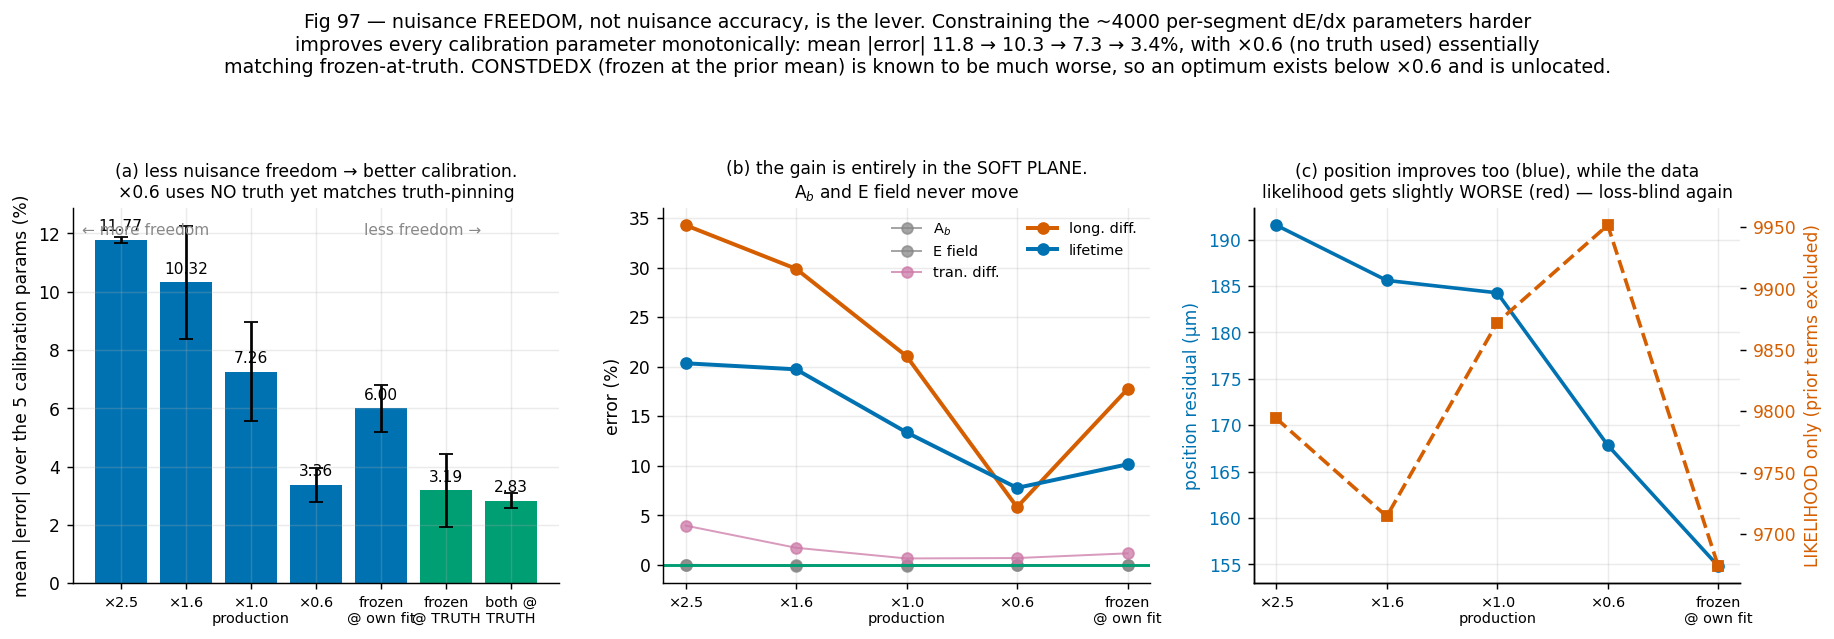 Fig 97 — nuisance FREEDOM, not nuisance accuracy, is the lever. Constraining the ~4000 per-segment dE/dx parameters harder
improves every calibration parameter monotonically: mean |error| 11.8 → 10.3 → 7.3 → 3.4%, with ×0.6 (no truth used) essentially
matching frozen-at-truth. CONSTDEDX (frozen at the prior mean) is known to be much worse, so an optimum exists below ×0.6 and is unlocated.
(a) less nuisance freedom → better calibration.
×0.6 uses NO truth yet matches truth-pinning
mean |error| over the 5 calibration params (%)
12
10
8
6
4
2
0
← more freedom
less freedom →
11.77
10.32
7.26
3.36
6.00
3.19
2.83
×2.5
×1.6
×1.0
production
×0.6
frozen
@ own fit
frozen
@ TRUTH
both @
TRUTH
(b) the gain is entirely in the SOFT PLANE.
A_b and E field never move
error (%)
35
30
25
20
15
10
5
0
A_b
E field
tran. diff.
long. diff.
lifetime
×2.5
×1.6
×1.0
production
×0.6
frozen
@ own fit
(c) position improves too (blue), while the data
likelihood gets slightly WORSE (red) — loss-blind again
position residual (μm)
190
185
180
175
170
165
160
155
9950
9900
9850
9800
9750
9700
LIKELIHOOD only (prior terms excluded)
×2.5
×1.6
×1.0
production
×0.6
frozen
@ own fit